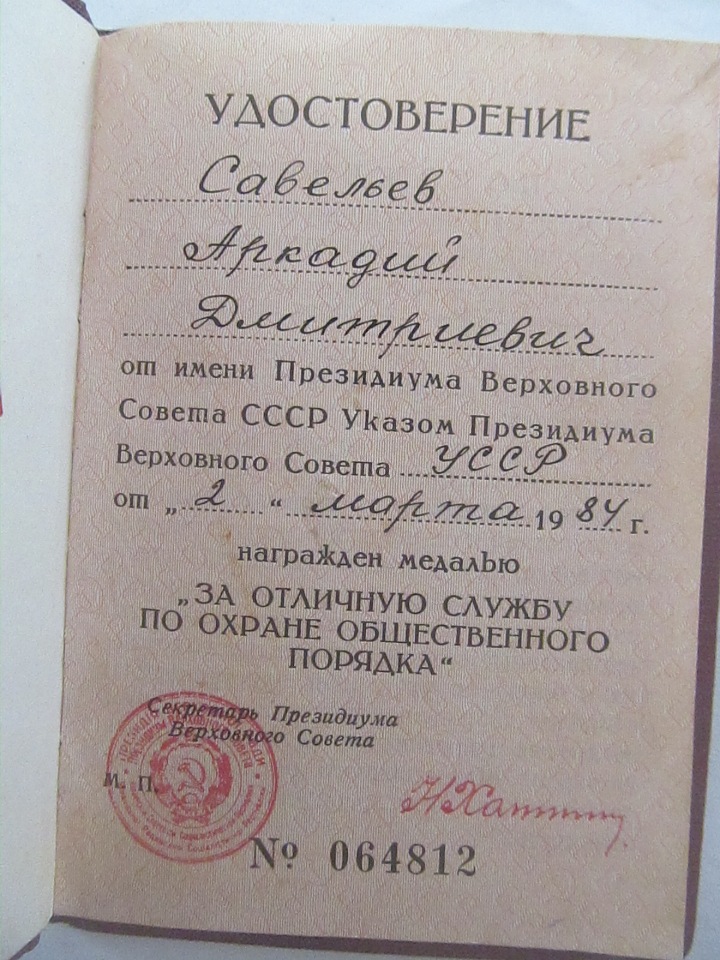 УДОСТОВЕРЕНИЕ
Савельев
Аркадий
Дмитриевич
от имени Президиума Верховного
Совета СССР Указом Президиума
Верховного Совета УССР
от „ 2 “ марта 1984 г.
награжден медалью
„ЗА ОТЛИЧНУЮ СЛУЖБУ
ПО ОХРАНЕ ОБЩЕСТВЕННОГО
ПОРЯДКА“
Секретарь Президиума
Верховного Совета
М. П.
№ 064812